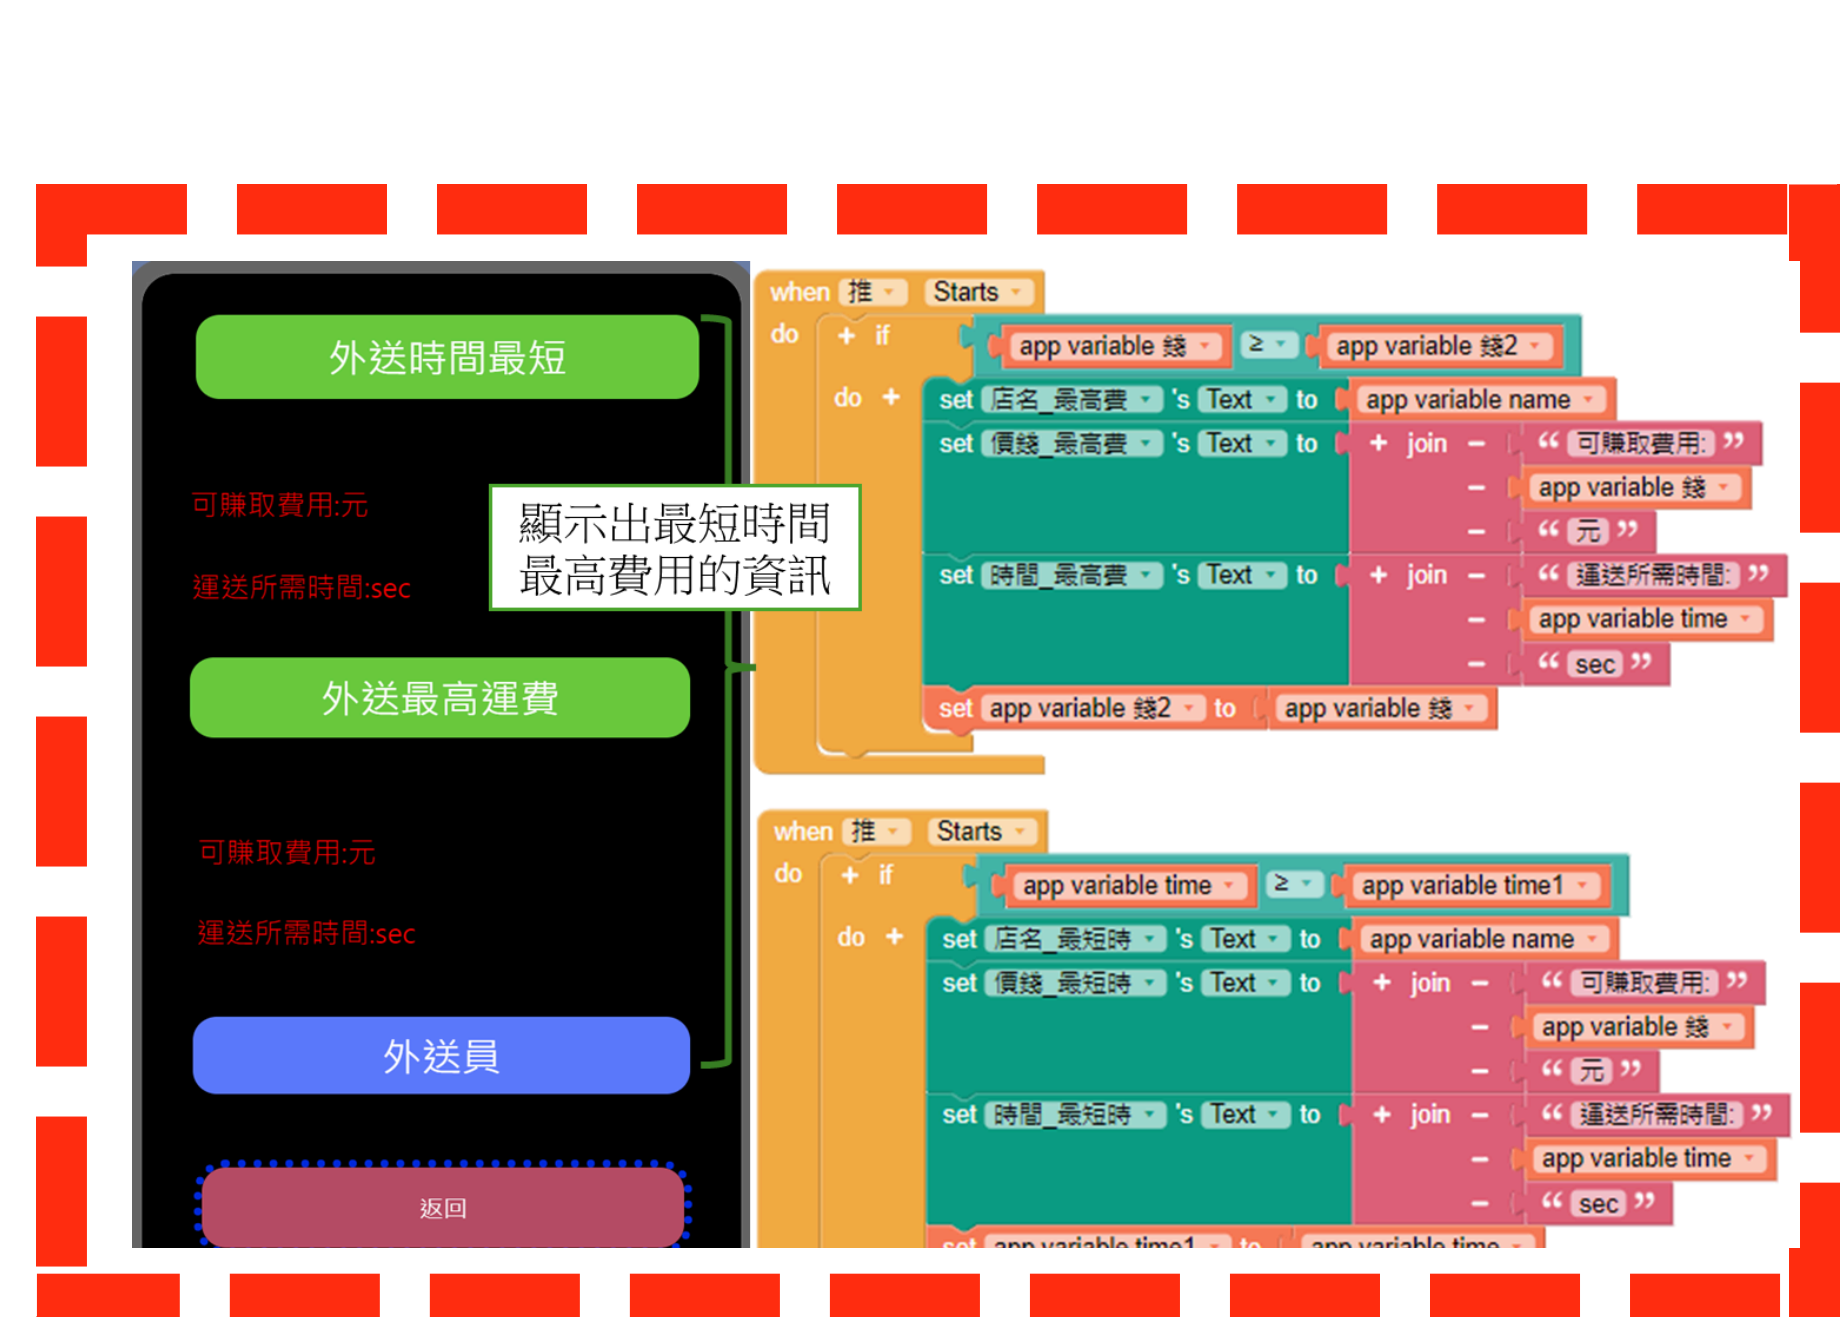 外送時間最短
可賺取費用:元
運送所需時間:sec
顯示出最短時間
最高費用的資訊
外送最高運費
可賺取費用:元
運送所需時間:sec
外送員
返回
when 推 Starts
do + if app variable 錢 ≥ app variable 錢2
do + set 店名_最高費 's Text to app variable name
set 價錢_最高費 's Text to + join − “ 可賺取費用: ”
− app variable 錢
− “ 元 ”
set 時間_最高費 's Text to + join − “ 運送所需時間: ”
− app variable time
− “ sec ”
set app variable 錢2 to app variable 錢
when 推 Starts
do + if app variable time ≥ app variable time1
do + set 店名_最短時 's Text to app variable name
set 價錢_最短時 's Text to + join − “ 可賺取費用: ”
− app variable 錢
− “ 元 ”
set 時間_最短時 's Text to + join − “ 運送所需時間: ”
− app variable time
− “ sec ”
set app variable time1 to app variable time